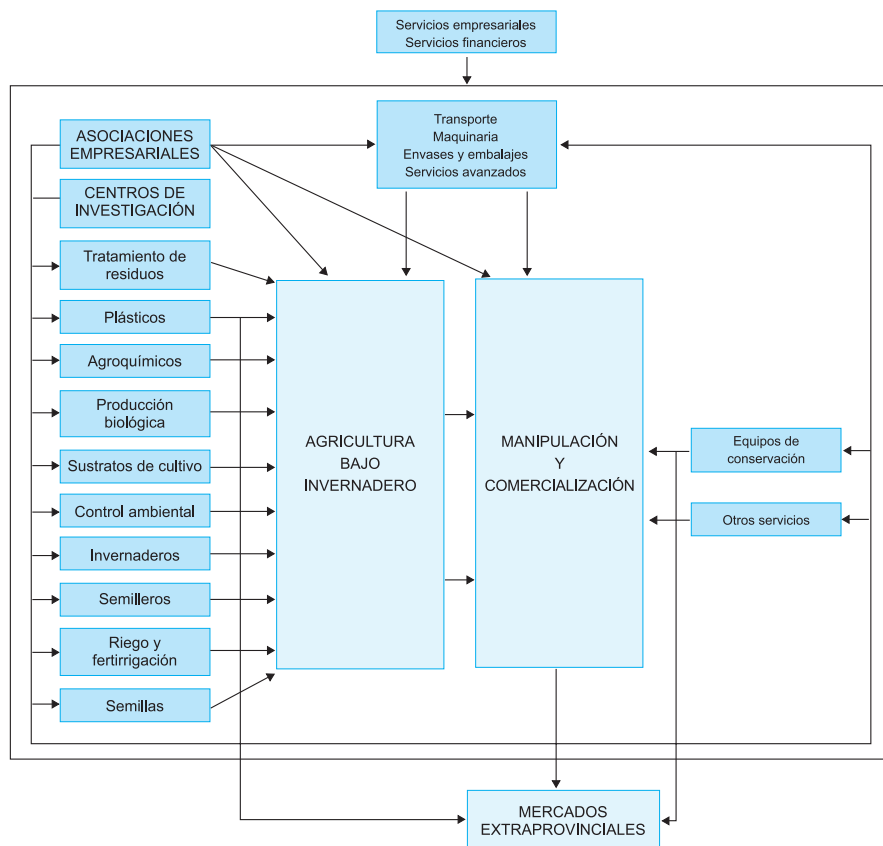 Servicios empresariales
Servicios financieros
Transporte
Maquinaria
Envases y embalajes
Servicios avanzados
ASOCIACIONES
EMPRESARIALES
CENTROS DE
INVESTIGACIÓN
Tratamiento de
residuos
Plásticos
Agroquímicos
Producción
biológica
Sustratos de cultivo
Control ambiental
Invernaderos
Semilleros
Riego y
fertirrigación
Semillas
AGRICULTURA
BAJO
INVERNADERO
MANIPULACIÓN
Y
COMERCIALIZACIÓN
Equipos de
conservación
Otros servicios
MERCADOS
EXTRAPROVINCIALES